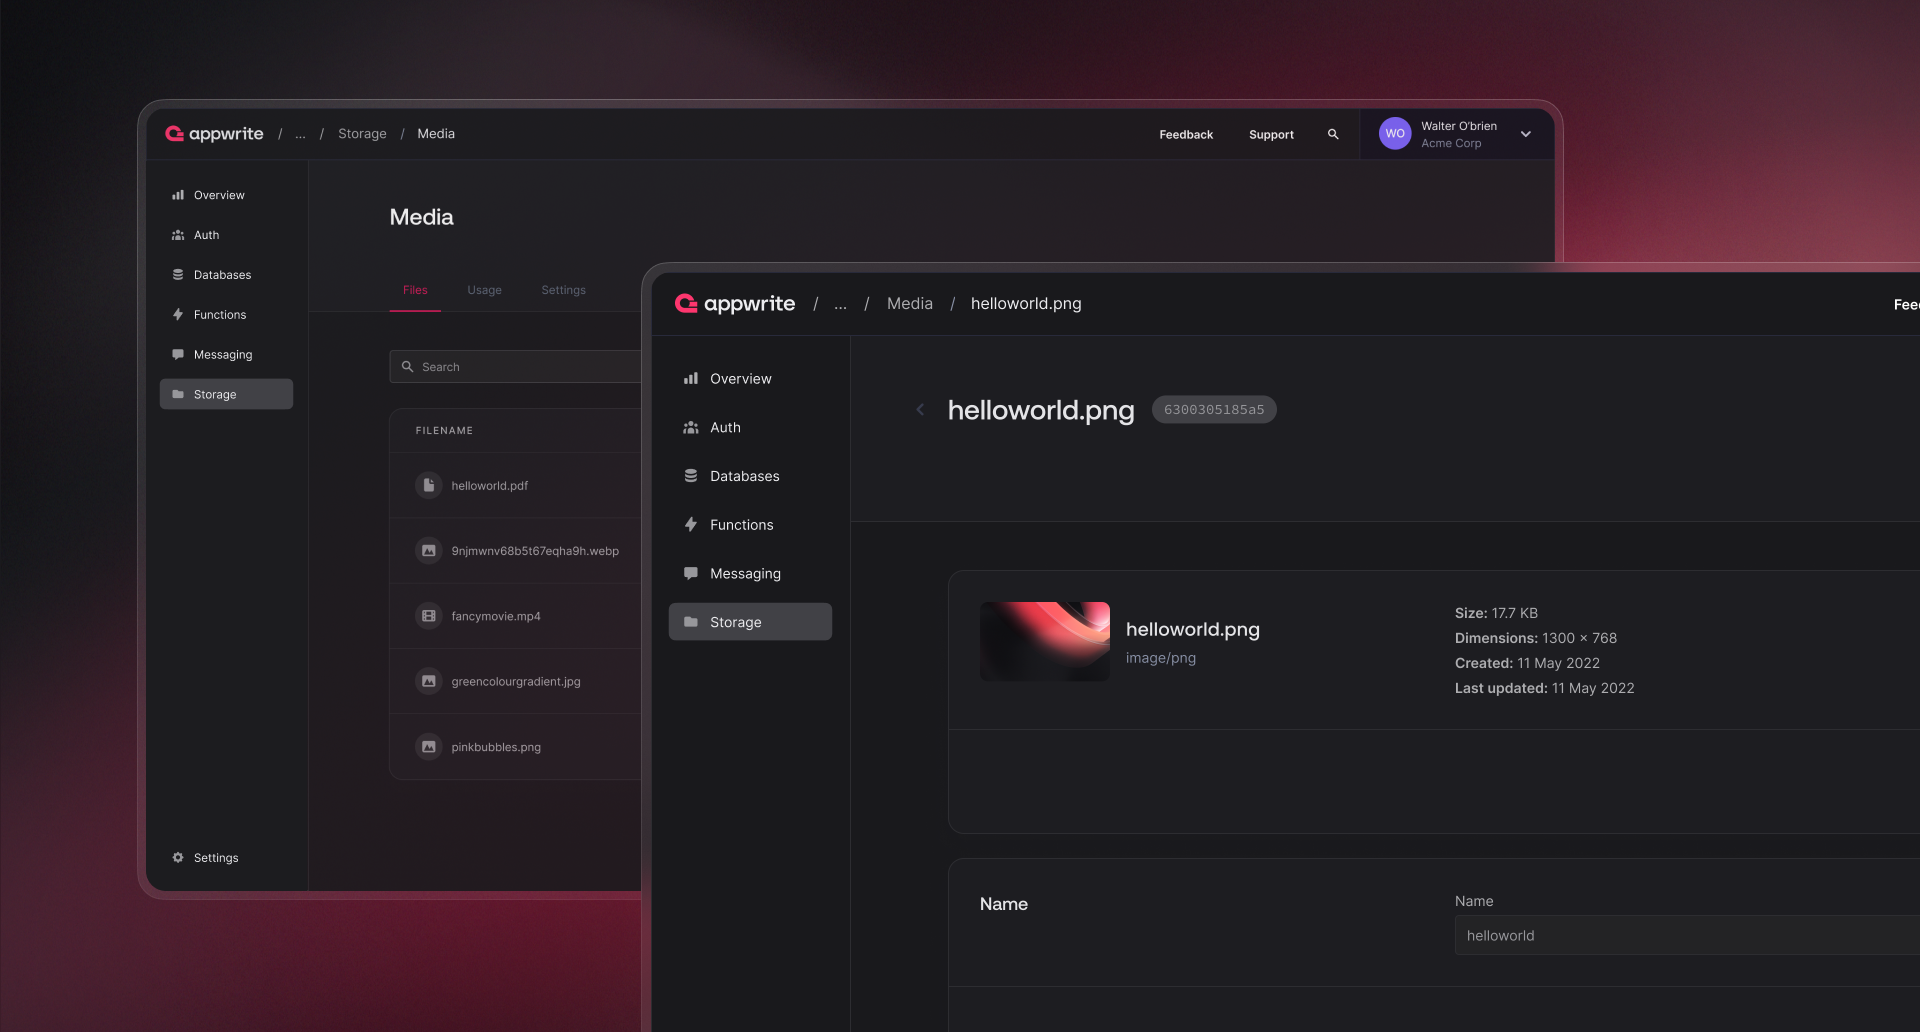 appwrite / ... / Storage / Media
Feedback Support
WO Walter O'brien
Acme Corp
Overview
Auth
Databases
Functions
Messaging
Storage
Settings
Media
Files Usage Settings
Search
FILENAME
helloworld.pdf
9njmwnv68b5t67eqha9h.webp
fancymovie.mp4
greencolourgradient.jpg
pinkbubbles.png
appwrite / ... / Media / helloworld.png
Overview
Auth
Databases
Functions
Messaging
Storage
helloworld.png 6300305185a5
helloworld.png
image/png
Size: 17.7 KB
Dimensions: 1300 × 768
Created: 11 May 2022
Last updated: 11 May 2022
Name
Name
helloworld